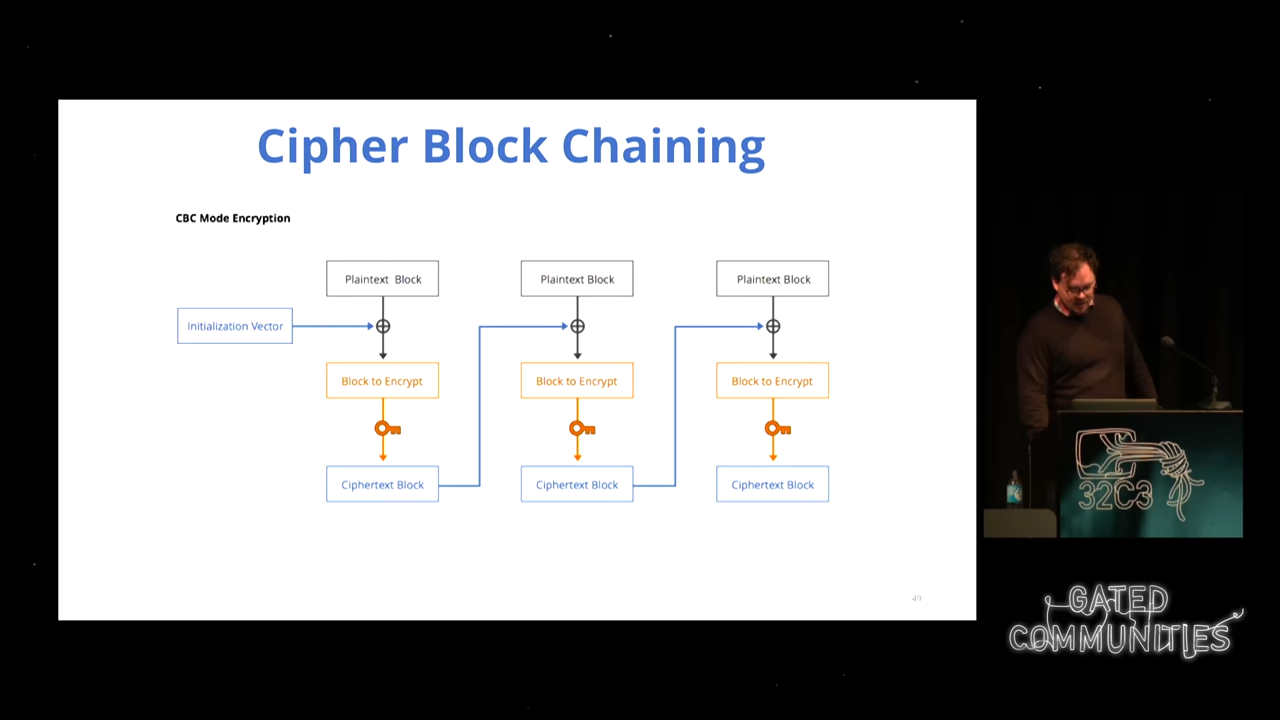 Cipher Block Chaining
CBC Mode Encryption
Plaintext Block
Plaintext Block
Plaintext Block
Initialization Vector
Block to Encrypt
Block to Encrypt
Block to Encrypt
Ciphertext Block
Ciphertext Block
Ciphertext Block
49
32C3
GATED
COMMUNITIES